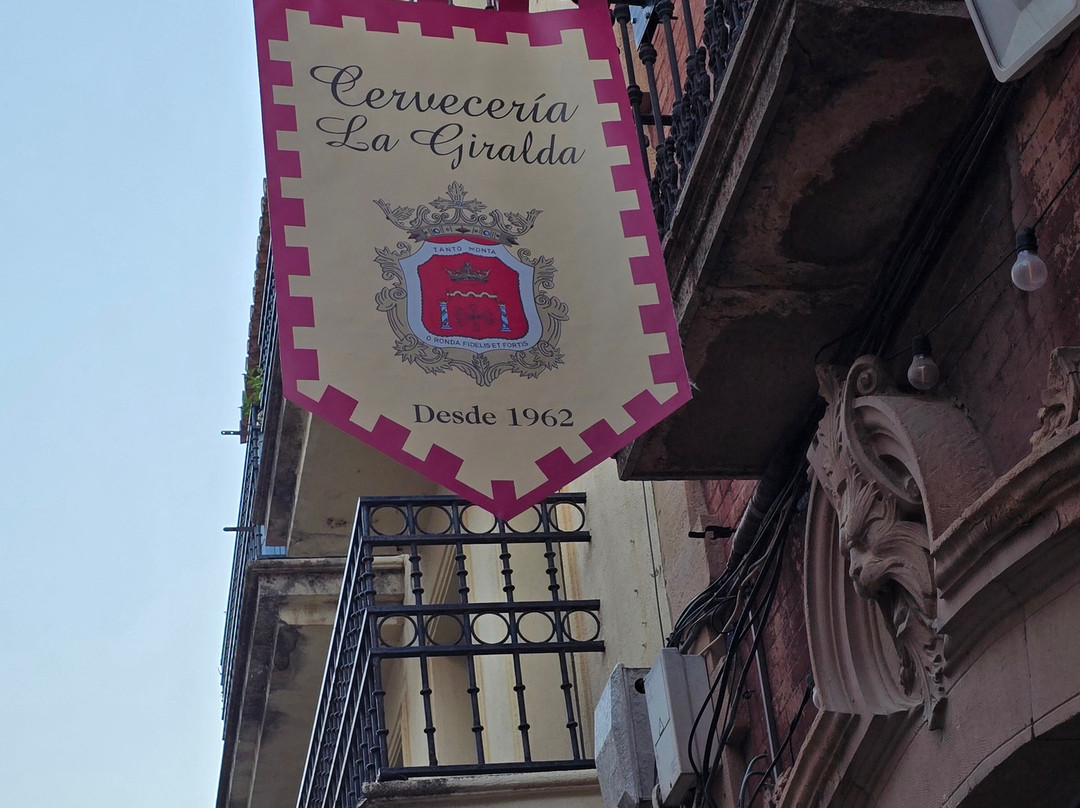 Cervecería
La Giralda
TANTO MONTA
O RONDA FIDELIS ET FORTIS
Desde 1962